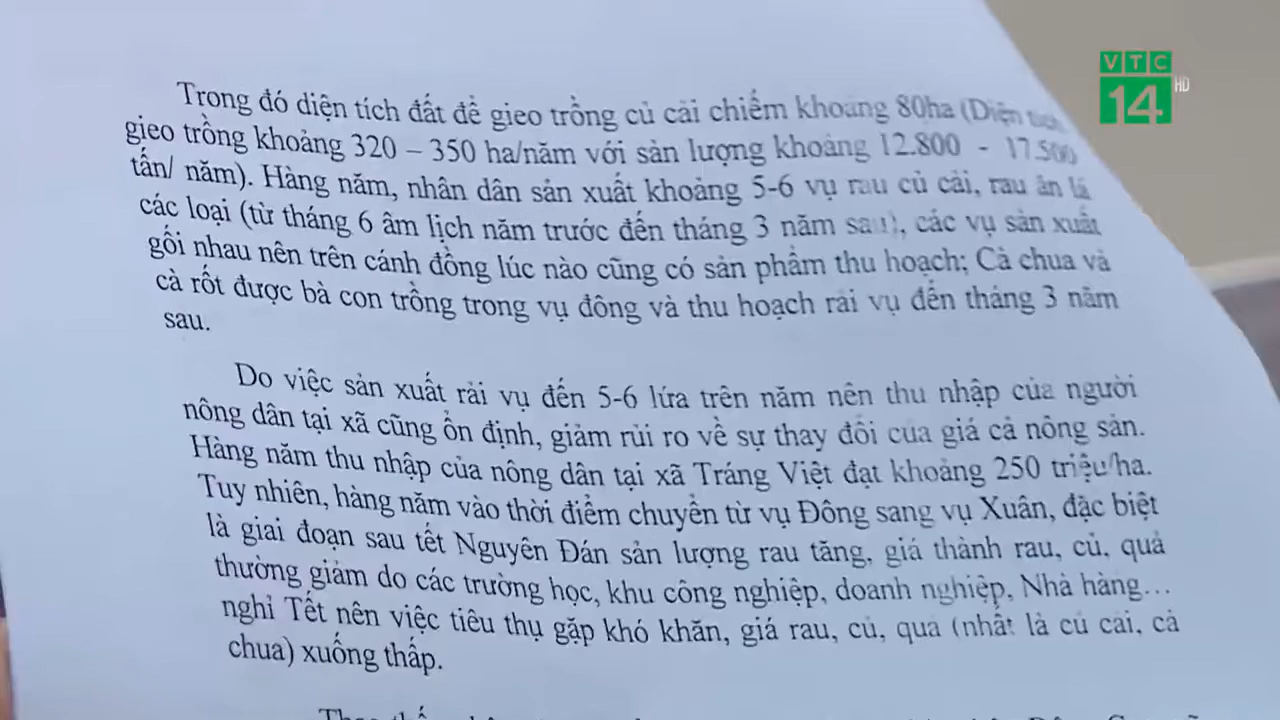 VTC
14
HD
Trong đó diện tích đất để gieo trồng củ cải chiếm khoảng 80ha (Diện tích
gieo trồng khoảng 320 – 350 ha/năm với sản lượng khoảng 12.800 - 17.500
tấn/ năm). Hàng năm, nhân dân sản xuất khoảng 5-6 vụ rau củ cải, rau ăn lá
các loại (từ tháng 6 âm lịch năm trước đến tháng 3 năm sau), các vụ sản xuất
gối nhau nên trên cánh đồng lúc nào cũng có sản phẩm thu hoạch; Cà chua và
cà rốt được bà con trồng trong vụ đông và thu hoạch rải vụ đến tháng 3 năm
sau.
Do việc sản xuất rải vụ đến 5-6 lứa trên năm nên thu nhập của người
nông dân tại xã cũng ổn định, giảm rủi ro về sự thay đổi của giá cả nông sản.
Hàng năm thu nhập của nông dân tại xã Tráng Việt đạt khoảng 250 triệu/ha.
Tuy nhiên, hàng năm vào thời điểm chuyển từ vụ Đông sang vụ Xuân, đặc biệt
là giai đoạn sau tết Nguyên Đán sản lượng rau tăng, giá thành rau, củ, quả
thường giảm do các trường học, khu công nghiệp, doanh nghiệp, Nhà hàng...
nghỉ Tết nên việc tiêu thụ gặp khó khăn, giá rau, củ, quả (nhất là củ cải, cà
chua) xuống thấp.